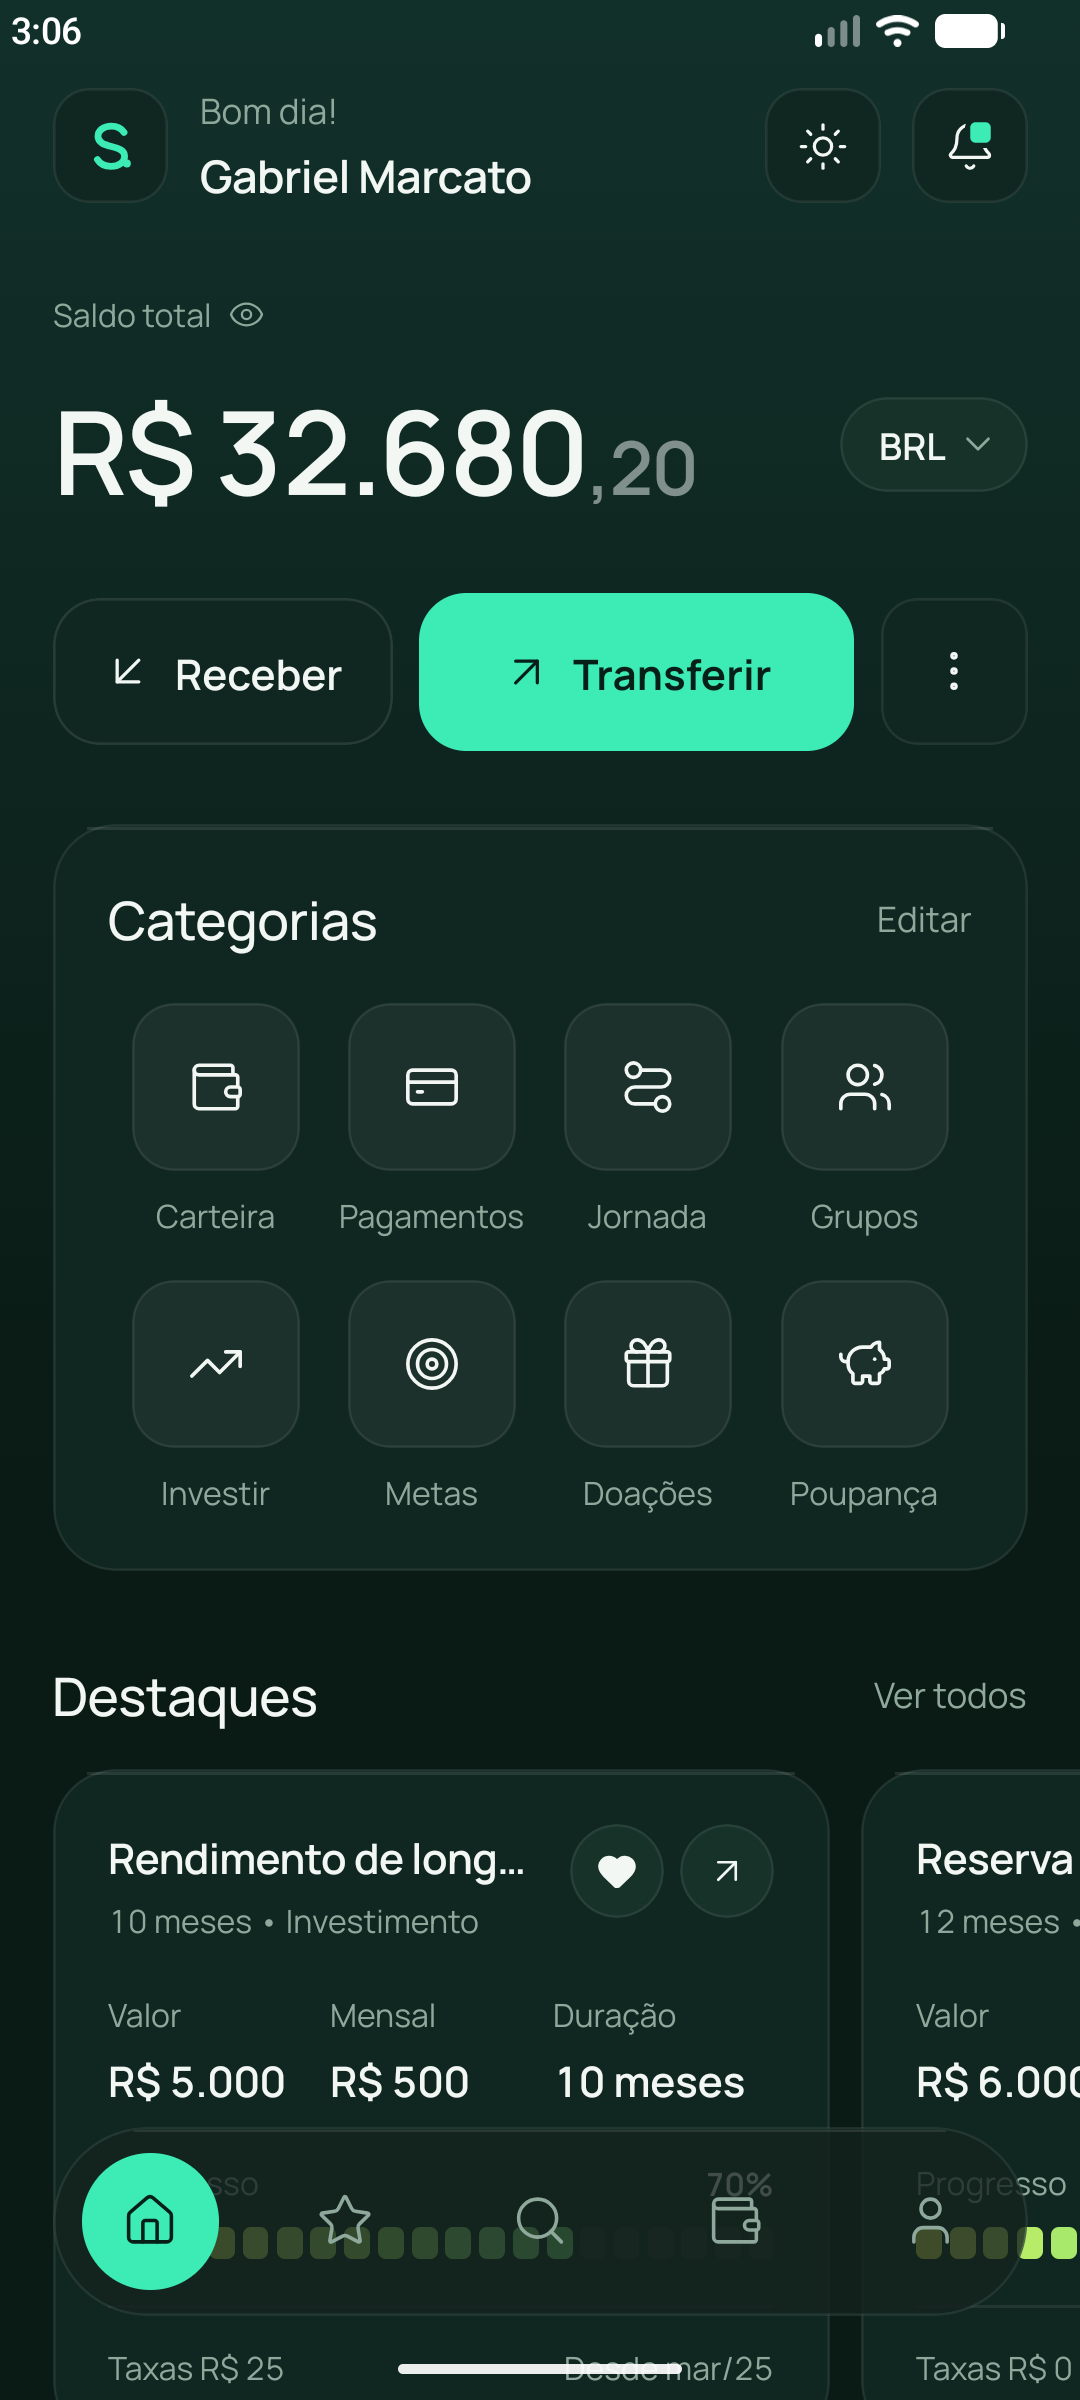 3:06
Bom dia!
Gabriel Marcato
Saldo total
R$ 32.680,20
BRL
Receber
Transferir
Categorias
Editar
Carteira
Pagamentos
Jornada
Grupos
Investir
Metas
Doações
Poupança
Destaques
Ver todos
Rendimento de long...
10 meses • Investimento
Valor
Mensal
Duração
R$ 5.000
R$ 500
10 meses
70%
Taxas R$ 25
Desde mar/25
Reserva
12 meses •
Valor
R$ 6.000
Progresso
Taxas R$ 0